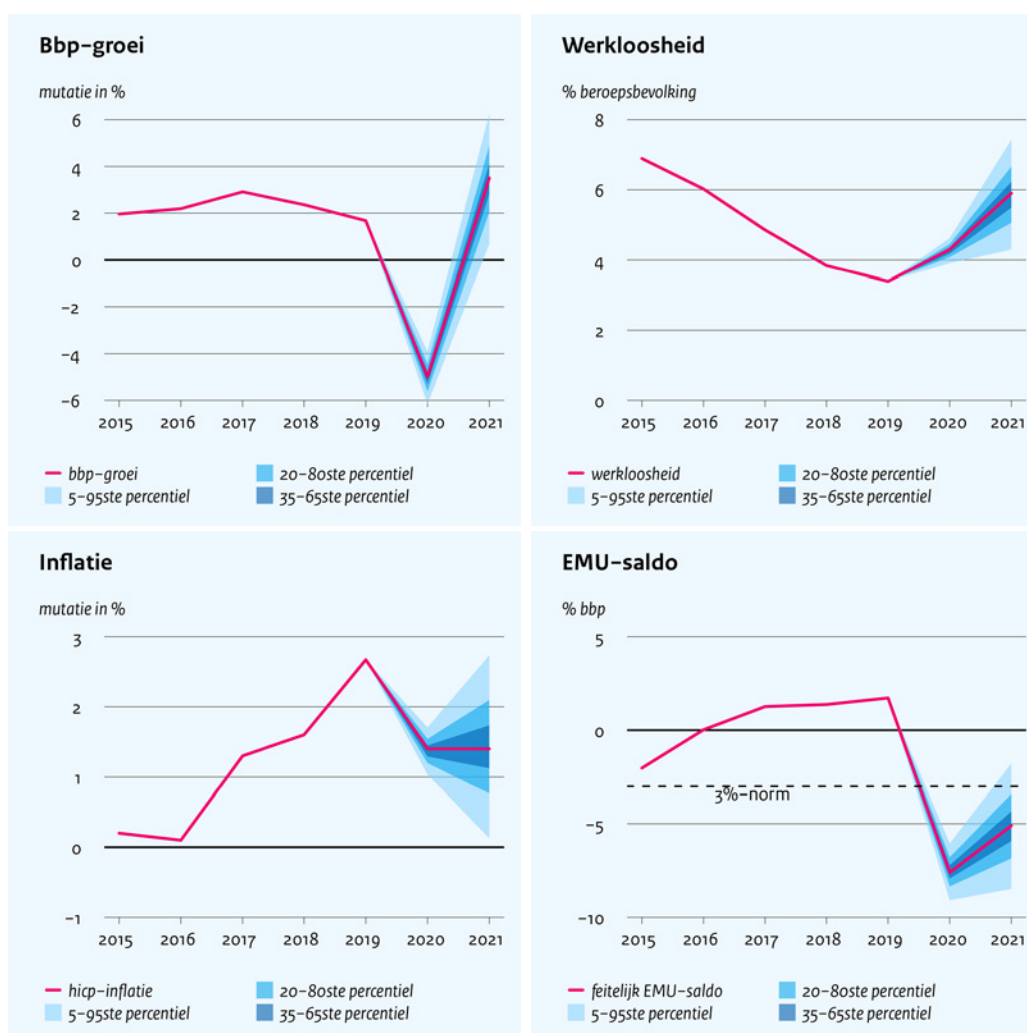 Bbp-groei
mutatie in %
6
4
2
0
-2
-4
-6
2015 2016 2017 2018 2019 2020 2021
bbp-groei
20-80ste percentiel
5-95ste percentiel
35-65ste percentiel
Werkloosheid
% beroepsbevolking
8
6
4
2
0
2015 2016 2017 2018 2019 2020 2021
werkloosheid
20-80ste percentiel
5-95ste percentiel
35-65ste percentiel
Inflatie
mutatie in %
3
2
1
0
-1
2015 2016 2017 2018 2019 2020 2021
hicp-inflatie
20-80ste percentiel
5-95ste percentiel
35-65ste percentiel
EMU-saldo
% bbp
5
0
3%-norm
-5
-10
2015 2016 2017 2018 2019 2020 2021
feitelijk EMU-saldo
20-80ste percentiel
5-95ste percentiel
35-65ste percentiel